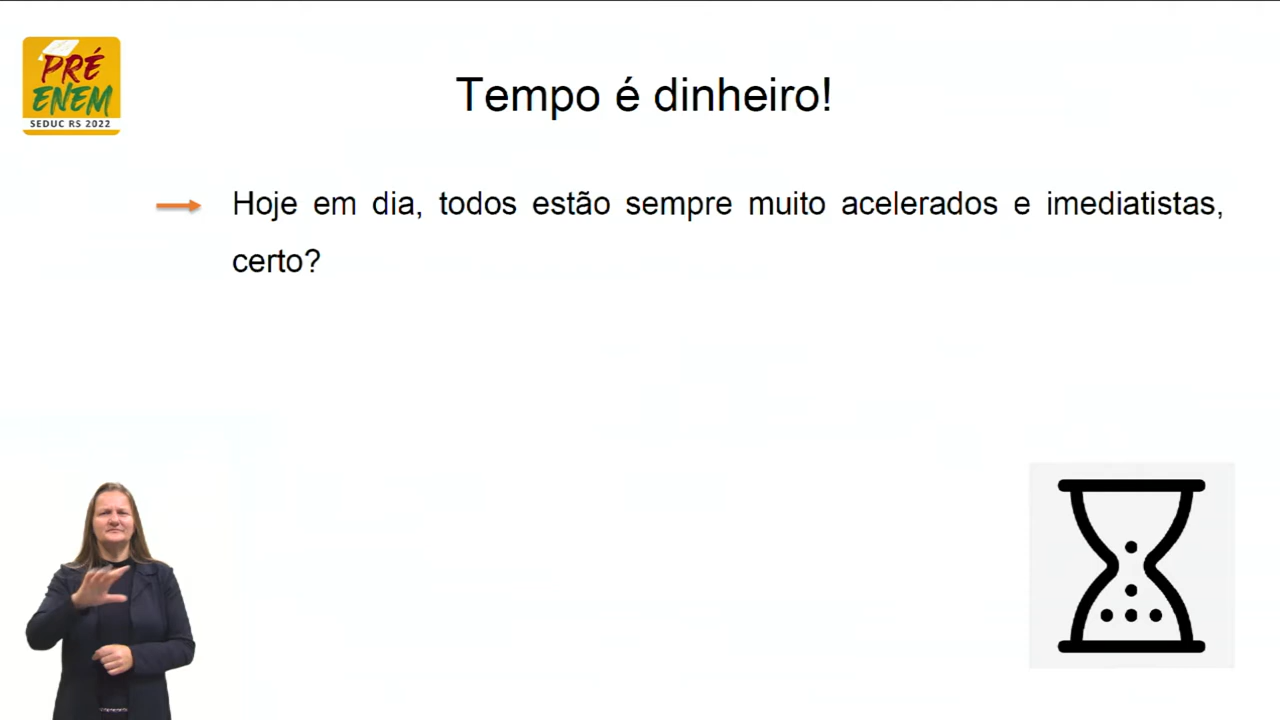 PRÉ
ENEM
SEDUC RS 2022
Tempo é dinheiro!
Hoje em dia, todos estão sempre muito acelerados e imediatistas,
certo?